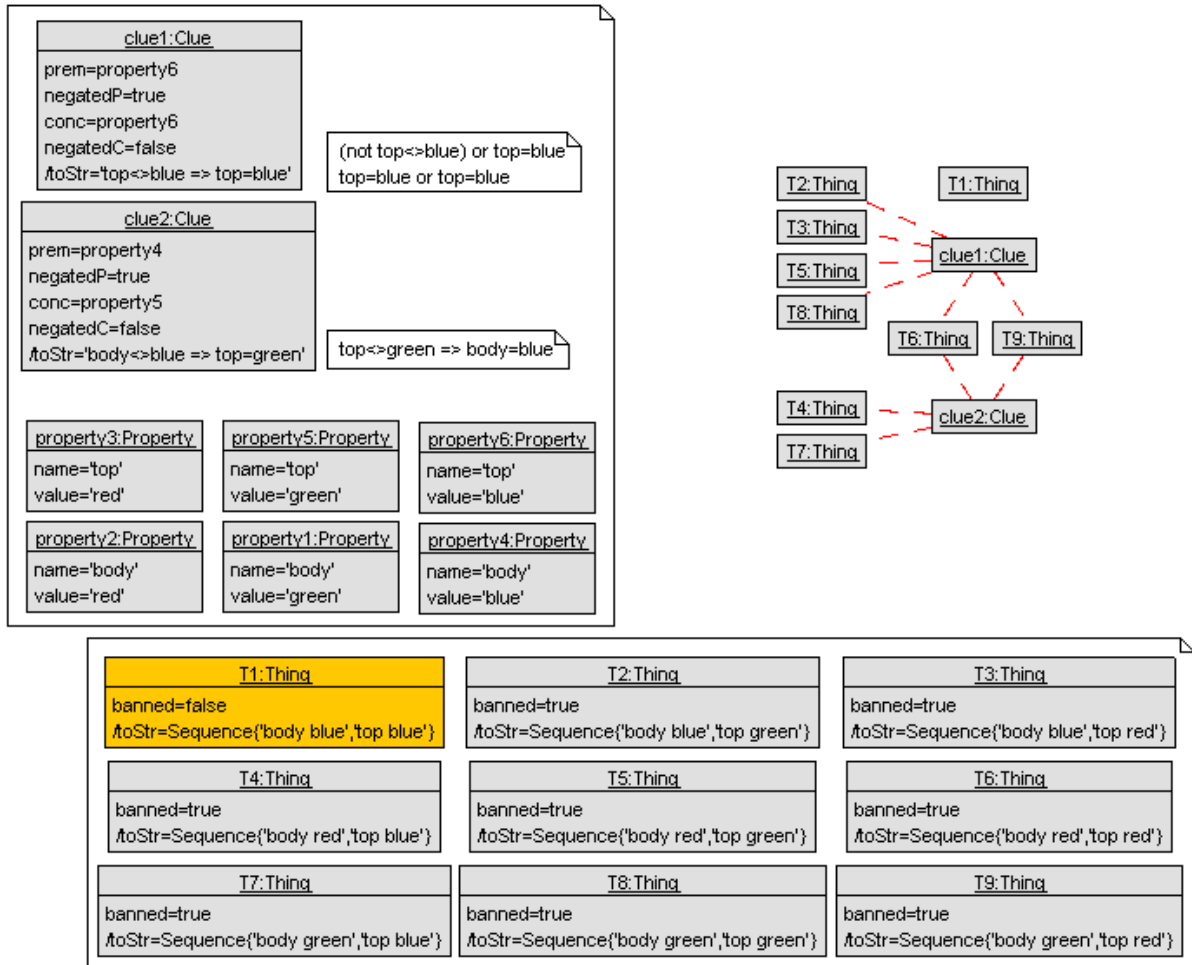 clue1:Clue
prem=property6
negatedP=true
conc=property6
negatedC=false
/toStr='top<>blue => top=blue'
(not top<>blue) or top=blue
top=blue or top=blue
clue2:Clue
prem=property4
negatedP=true
conc=property5
negatedC=false
/toStr='body<>blue => top=green'
top<>green => body=blue
property3:Property
name='top'
value='red'
property5:Property
name='top'
value='green'
property6:Property
name='top'
value='blue'
property2:Property
name='body'
value='red'
property1:Property
name='body'
value='green'
property4:Property
name='body'
value='blue'
T2:Thing
T1:Thing
T3:Thing
clue1:Clue
T5:Thing
T8:Thing
T6:Thing
T9:Thing
T4:Thing
clue2:Clue
T7:Thing
T1:Thing
banned=false
/toStr=Sequence{'body blue','top blue'}
T2:Thing
banned=true
/toStr=Sequence{'body blue','top green'}
T3:Thing
banned=true
/toStr=Sequence{'body blue','top red'}
T4:Thing
banned=true
/toStr=Sequence{'body red','top blue'}
T5:Thing
banned=true
/toStr=Sequence{'body red','top green'}
T6:Thing
banned=true
/toStr=Sequence{'body red','top red'}
T7:Thing
banned=true
/toStr=Sequence{'body green','top blue'}
T8:Thing
banned=true
/toStr=Sequence{'body green','top green'}
T9:Thing
banned=true
/toStr=Sequence{'body green','top red'}